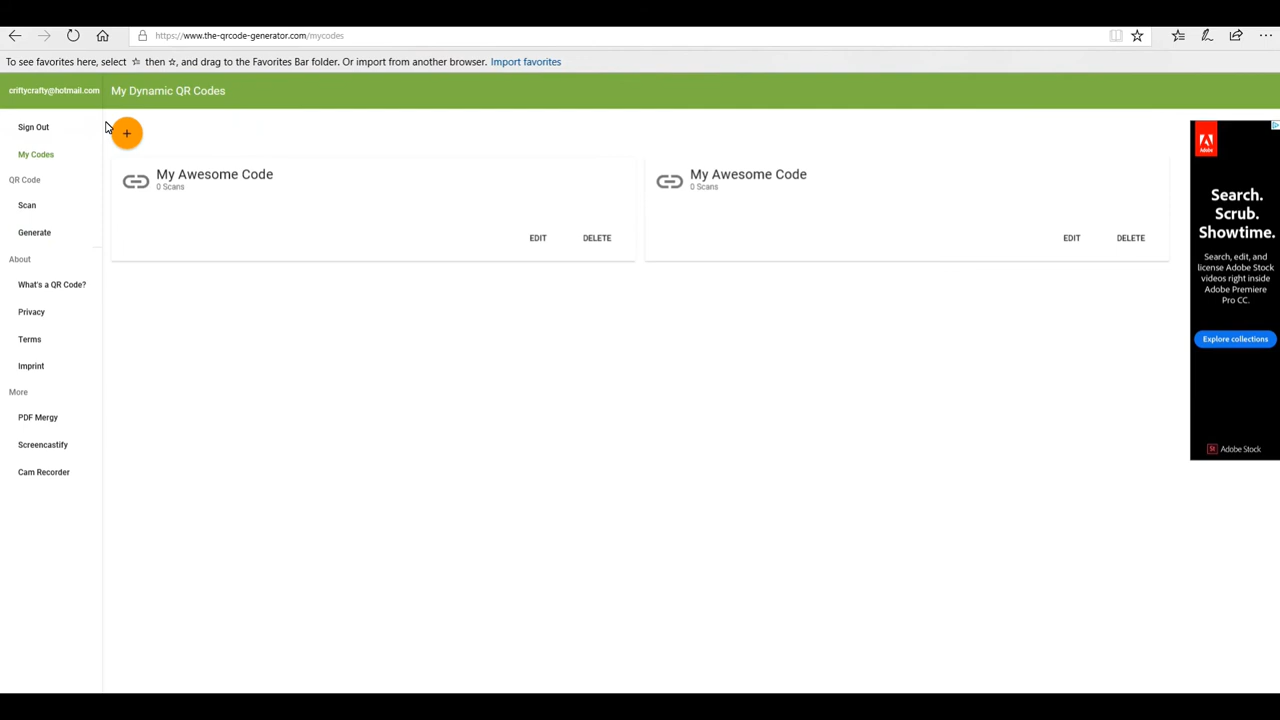 https://www.the-qrcode-generator.com/mycodes
To see favorites here, select ☆ then ☆, and drag to the Favorites Bar folder. Or import from another browser. Import favorites
criftycrafty@hotmail.com
My Dynamic QR Codes
Sign Out
My Codes
QR Code
Scan
Generate
About
What's a QR Code?
Privacy
Terms
Imprint
More
PDF Mergy
Screencastify
Cam Recorder
+
My Awesome Code
0 Scans
EDIT DELETE
My Awesome Code
0 Scans
EDIT DELETE
Adobe
Search.
Scrub.
Showtime.
Search, edit, and
license Adobe Stock
videos right inside
Adobe Premiere
Pro CC.
Explore collections
St Adobe Stock